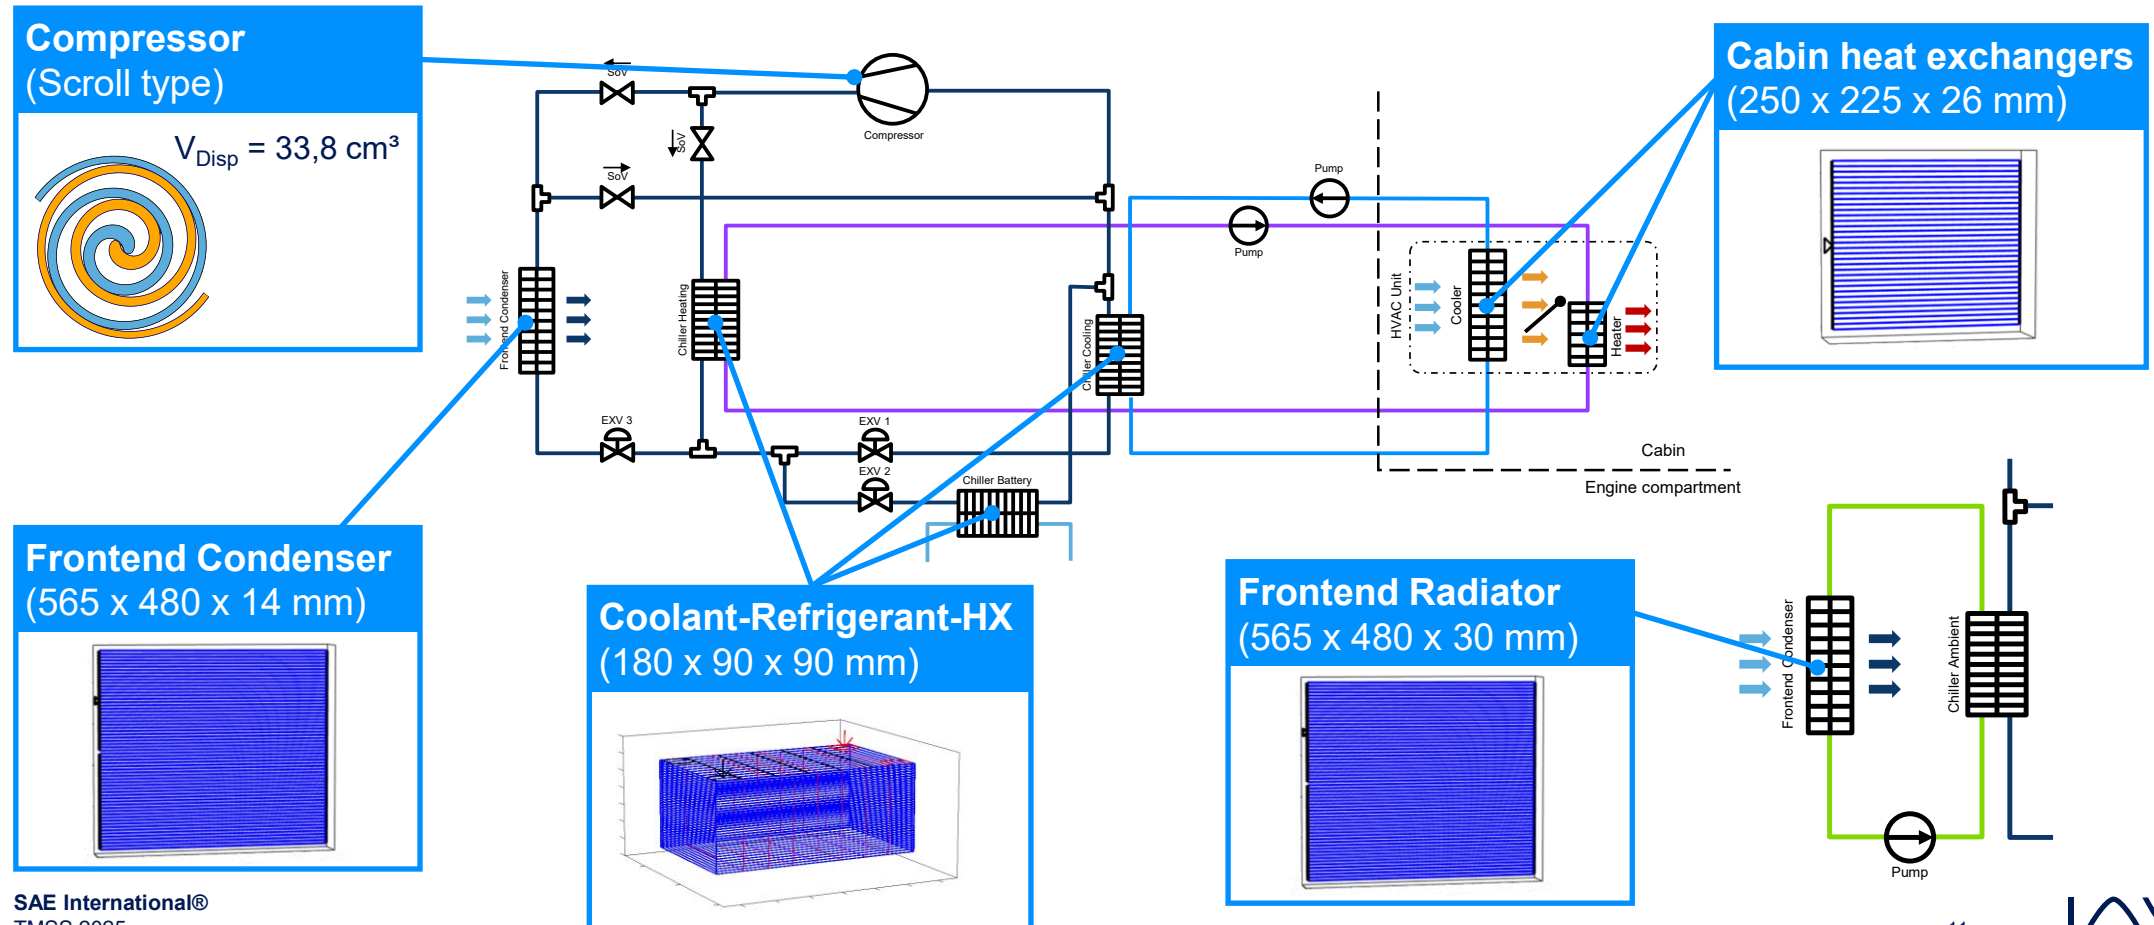 Compressor
(Scroll type)
V_Disp = 33,8 cm³
SoV
SoV
SoV
Compressor
Pump
Pump
Cabin heat exchangers
(250 x 225 x 26 mm)
Frontend Condenser
Chiller Heating
Chiller Cooling
HVAC Unit
Cooler
Heater
EXV 3
EXV 1
EXV 2
Chiller Battery
Cabin
Engine compartment
Frontend Condenser
(565 x 480 x 14 mm)
Coolant-Refrigerant-HX
(180 x 90 x 90 mm)
Frontend Radiator
(565 x 480 x 30 mm)
Frontend Condenser
Chiller Ambient
Pump
SAE International®